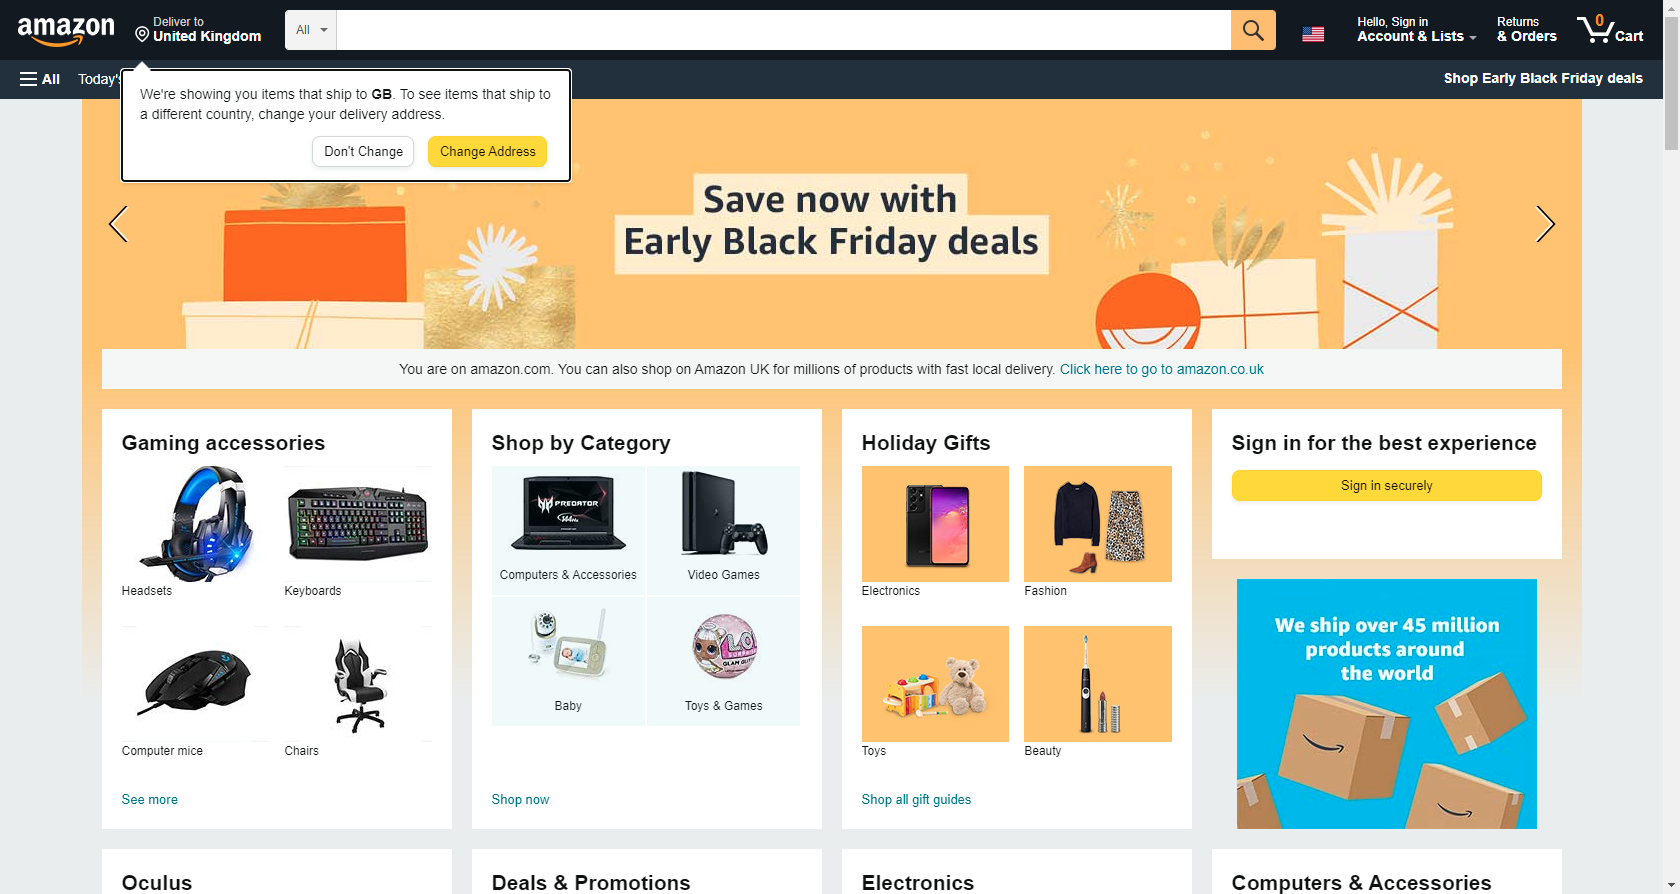 amazon
Deliver to
United Kingdom
All
Hello, Sign in
Account & Lists
Returns
& Orders
0
Cart
All
Today's
Shop Early Black Friday deals
We're showing you items that ship to GB. To see items that ship to
a different country, change your delivery address.
Don't Change
Change Address
Save now with
Early Black Friday deals
You are on amazon.com. You can also shop on Amazon UK for millions of products with fast local delivery. Click here to go to amazon.co.uk
Gaming accessories
Headsets
Keyboards
Computer mice
Chairs
See more
Shop by Category
PREDATOR
Computers & Accessories
Video Games
L.O.L.
SURPRISE!
GLAM GLITTER
Baby
Toys & Games
Shop now
Holiday Gifts
Electronics
Fashion
Toys
Beauty
Shop all gift guides
Sign in for the best experience
Sign in securely
We ship over 45 million
products around
the world
Oculus
Deals & Promotions
Electronics
Computers & Accessories